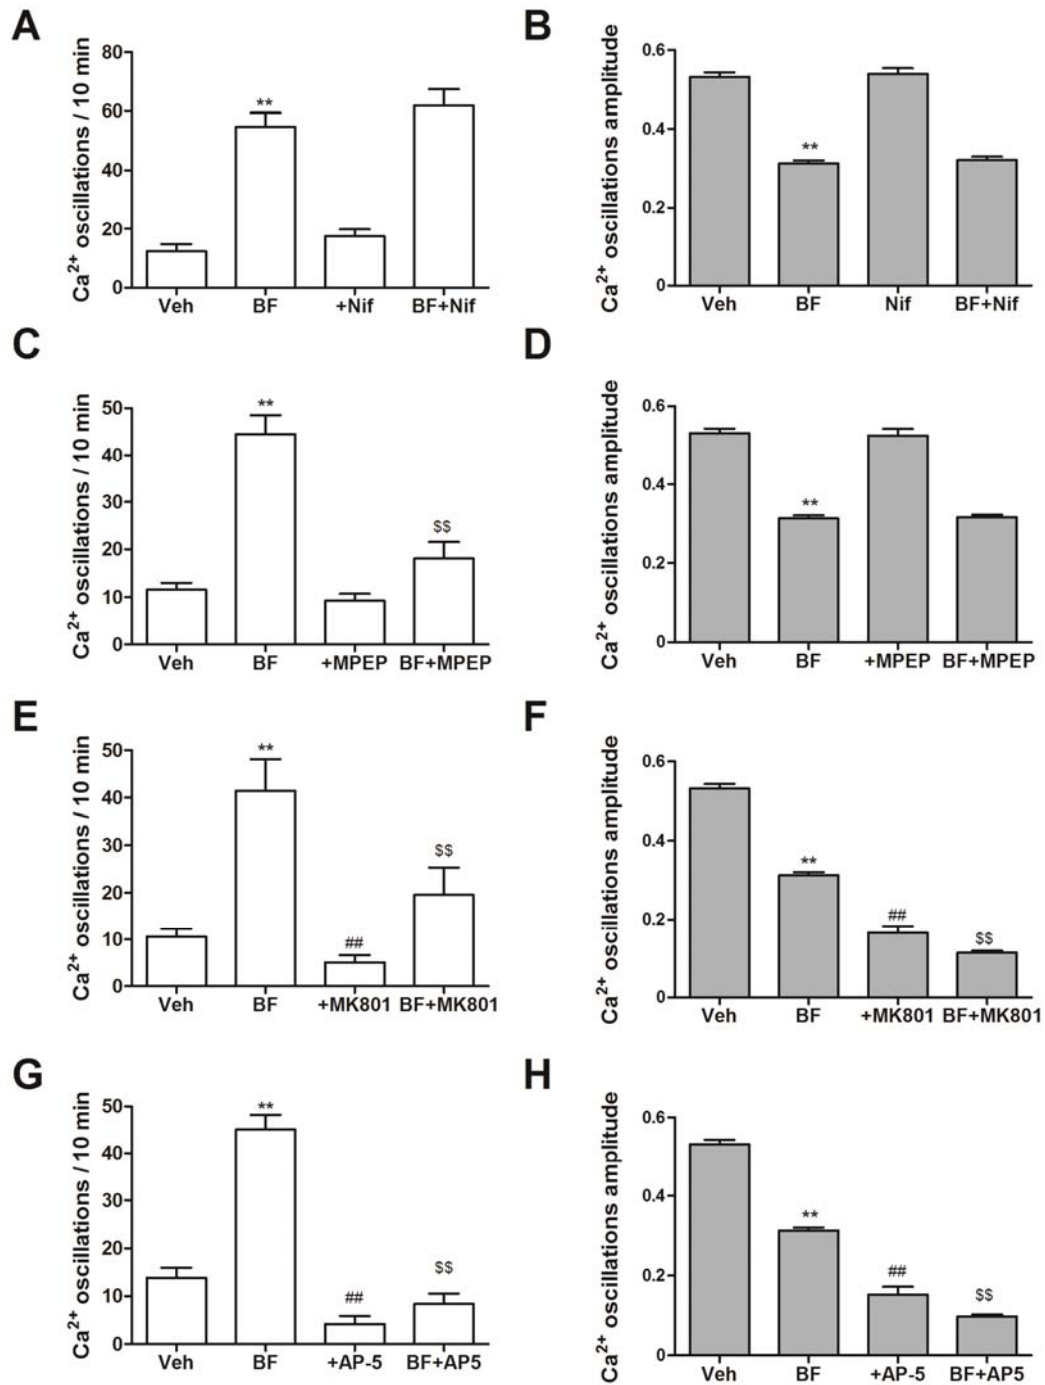 A
Ca2+ oscillations / 10 min
80
60
40
20
0
**
Veh BF +Nif BF+Nif
B
Ca2+ oscillations amplitude
0.6
0.4
0.2
0
**
Veh BF Nif BF+Nif
C
Ca2+ oscillations / 10 min
50
40
30
20
10
0
**
$$
Veh BF +MPEP BF+MPEP
D
Ca2+ oscillations amplitude
0.6
0.4
0.2
0
**
Veh BF +MPEP BF+MPEP
E
Ca2+ oscillations / 10 min
50
40
30
20
10
0
**
##
$$
Veh BF +MK801 BF+MK801
F
Ca2+ oscillations amplitude
0.6
0.4
0.2
0
**
##
$$
Veh BF +MK801 BF+MK801
G
Ca2+ oscillations / 10 min
50
40
30
20
10
0
**
##
$$
Veh BF +AP-5 BF+AP5
H
Ca2+ oscillations amplitude
0.6
0.4
0.2
0
**
##
$$
Veh BF +AP-5 BF+AP5